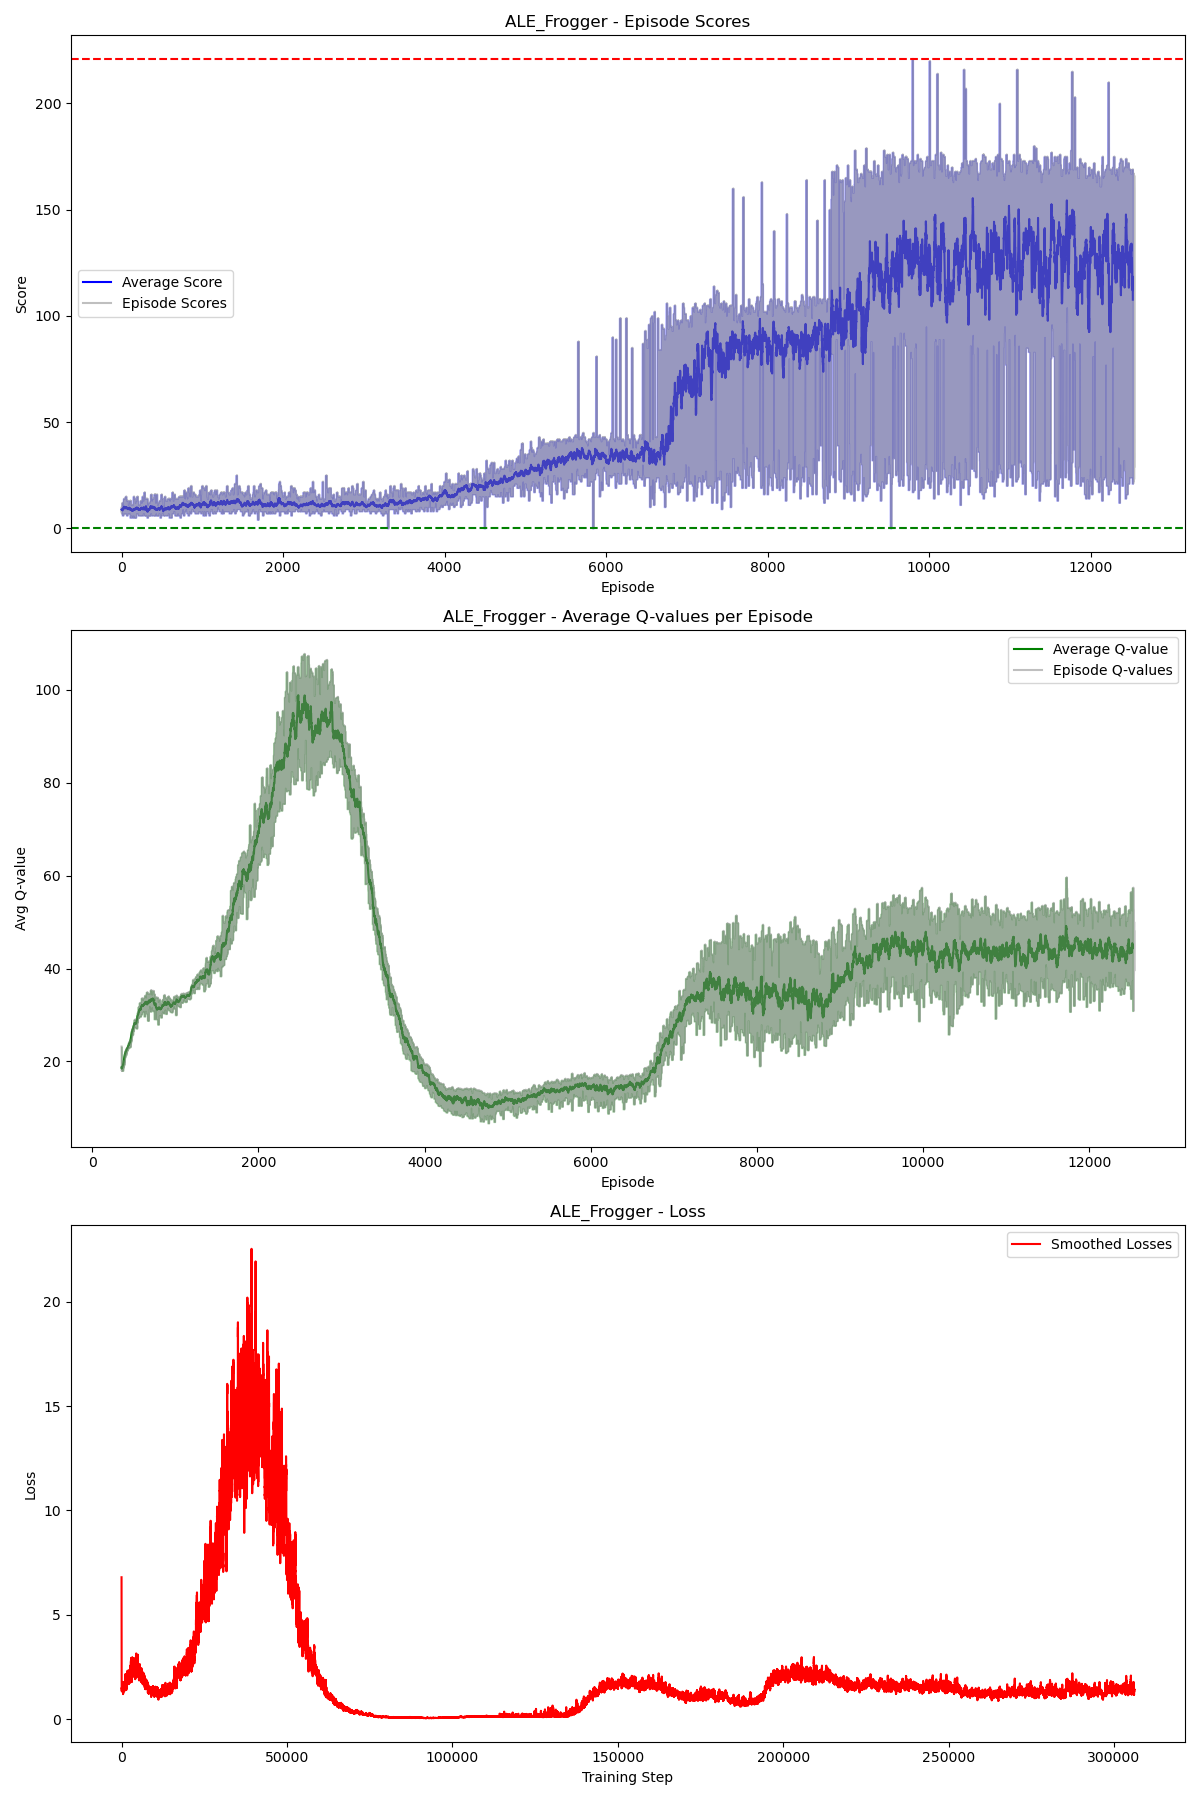 ALE_Frogger - Episode Scores
200
150
100
50
0
Score
Average Score
Episode Scores
0 2000 4000 6000 8000 10000 12000
Episode
ALE_Frogger - Average Q-values per Episode
100
80
60
40
20
Avg Q-value
Average Q-value
Episode Q-values
0 2000 4000 6000 8000 10000 12000
Episode
ALE_Frogger - Loss
20
15
10
5
0
Loss
Smoothed Losses
0 50000 100000 150000 200000 250000 300000
Training Step